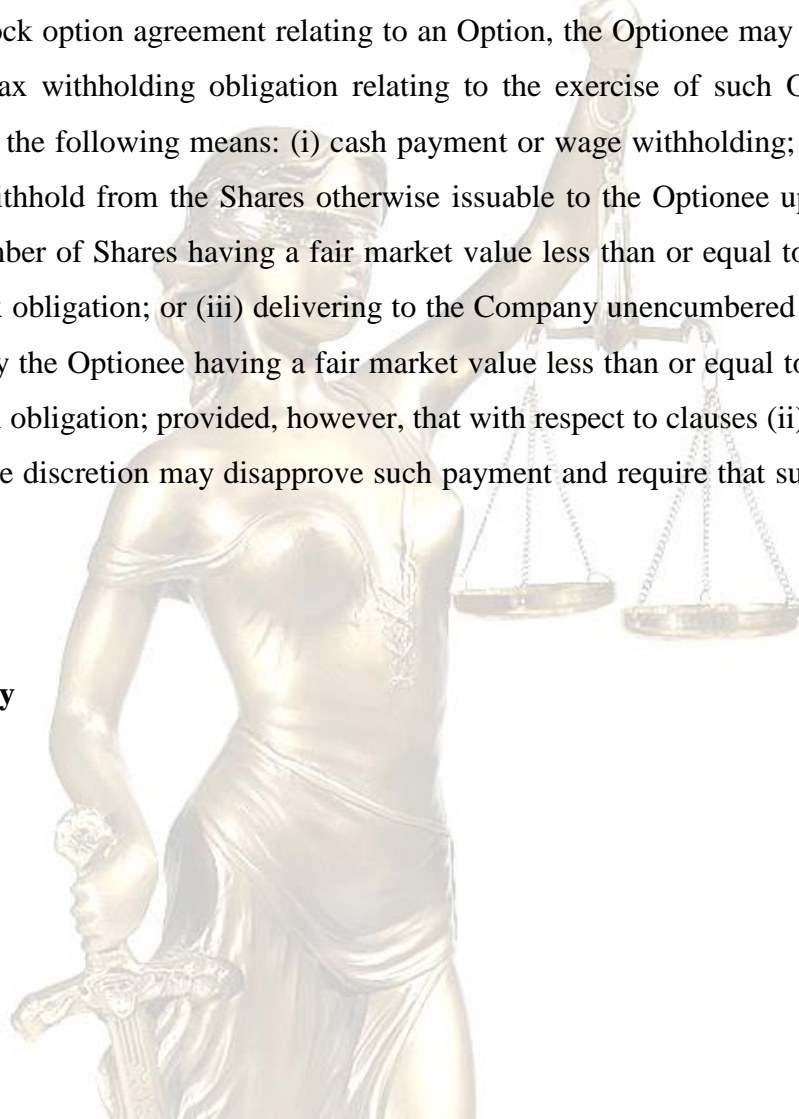 ock option agreement relating to an Option, the Optionee may
ax withholding obligation relating to the exercise of such
the following means: (i) cash payment or wage withholding;
ithhold from the Shares otherwise issuable to the Optionee
ber of Shares having a fair market value less than or equal to
obligation; or (iii) delivering to the Company unencumbered
y the Optionee having a fair market value less than or equal to
obligation; provided, however, that with respect to clauses (ii)
e discretion may disapprove such payment and require that
y